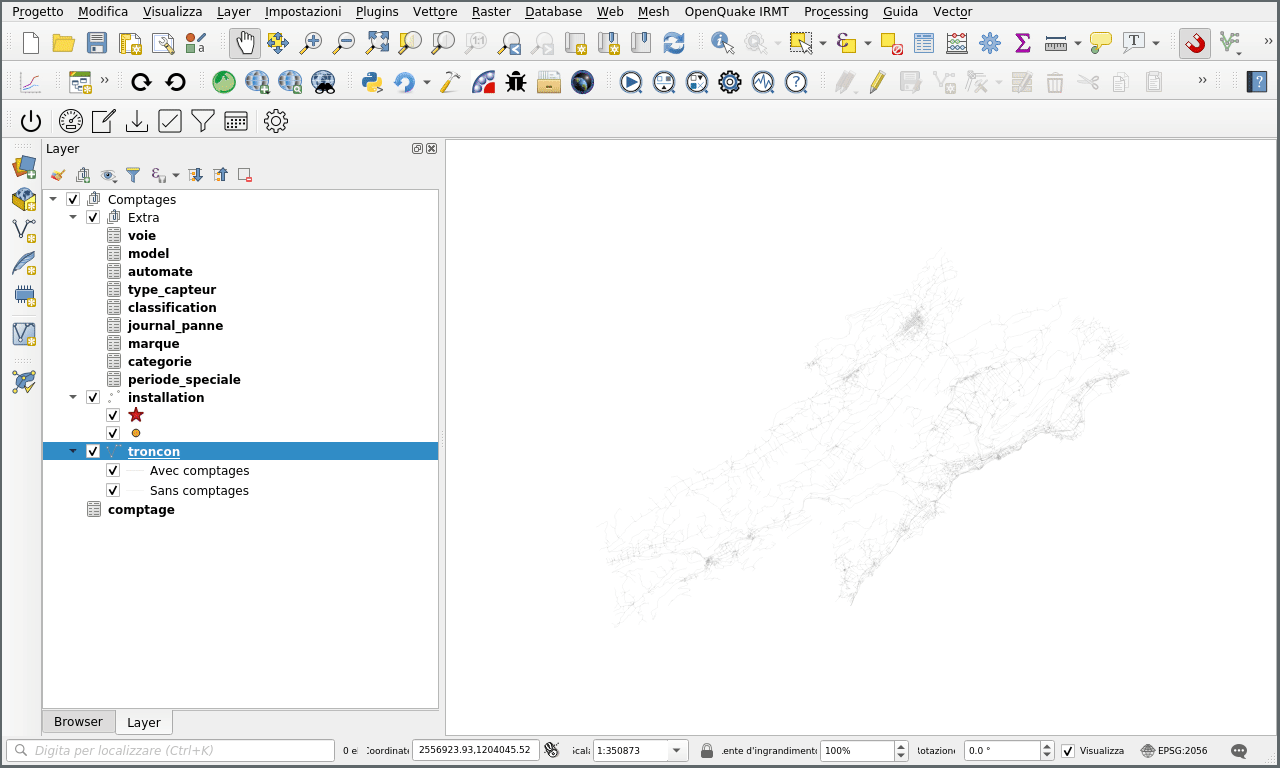 Progetto Modifica Visualizza Layer Impostazioni Plugins Vettore Raster Database Web Mesh OpenQuake IRMT Processing Guida Vector
Layer
Comptages
Extra
voie
model
automate
type_capteur
classification
journal_panne
marque
categorie
periode_speciale
installation
troncon
Avec comptages
Sans comptages
comptage
Browser Layer
Digita per localizzare (Ctrl+K) 0 e Coordinate 2556923.93,1204045.52 Scala 1:350873 ente d'ingrandimento 100% otazione 0.0 ° Visualizza EPSG:2056